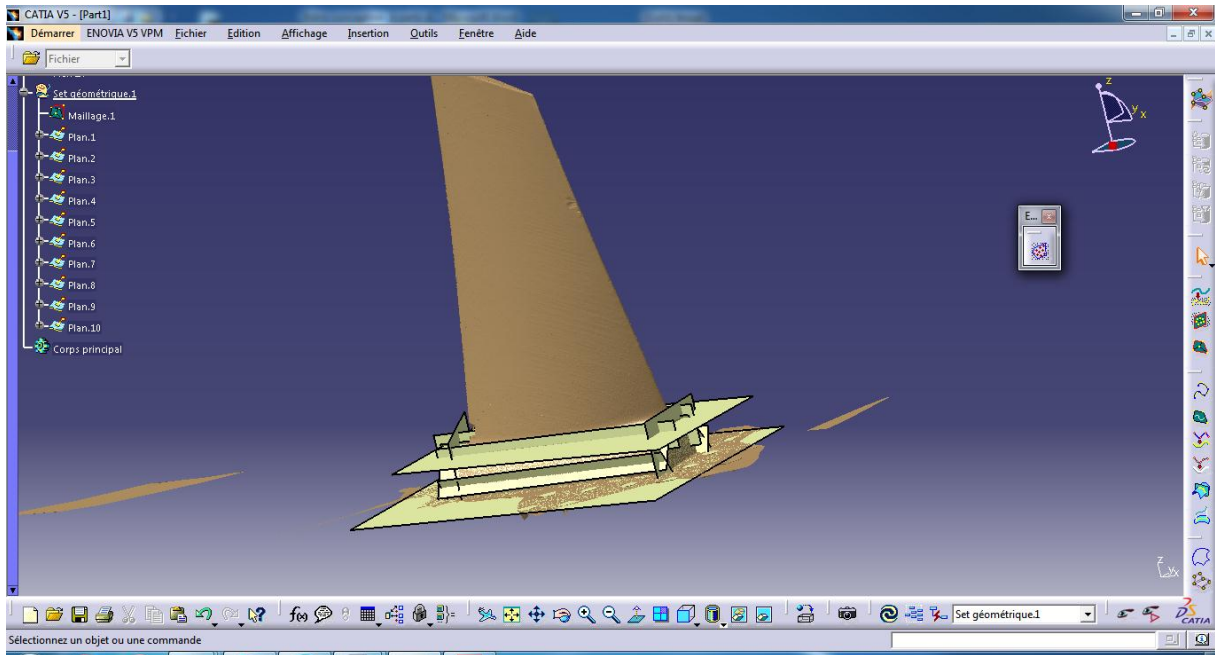 CATIA V5 - [Part1]
Démarrer ENOVIA V5 VPM Fichier Edition Affichage Insertion Outils Fenêtre Aide
Fichier
Set géométrique.1
Maillage.1
Plan.1
Plan.2
Plan.3
Plan.4
Plan.5
Plan.6
Plan.7
Plan.8
Plan.9
Plan.10
Corps principal
z
y
x
E...
z
yx
f(x)
Set géométrique.1
CATIA
Sélectionnez un objet ou une commande